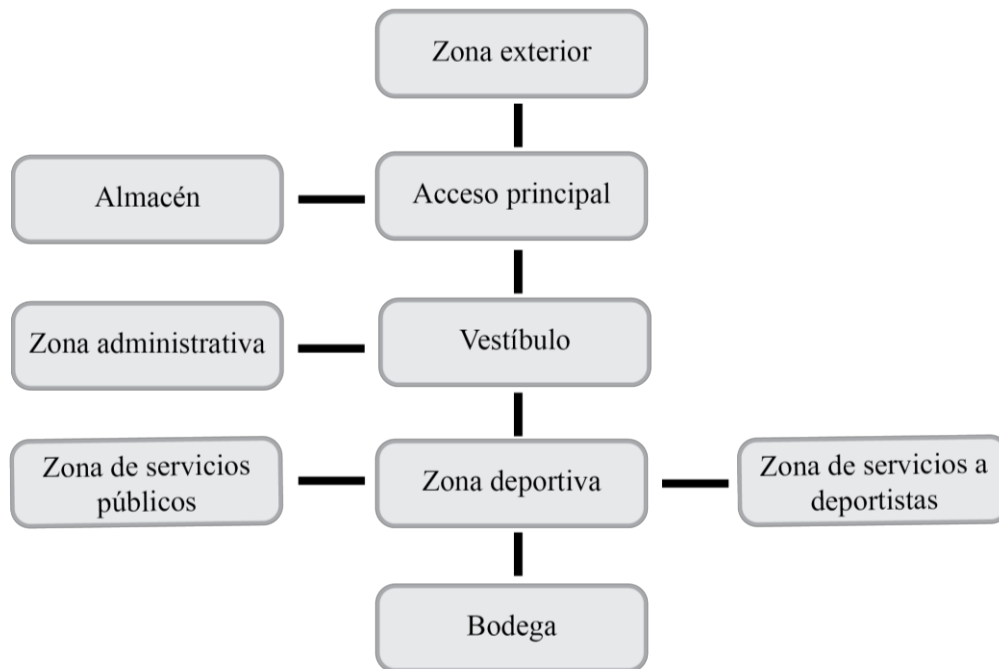 Zona exterior
Almacén
Acceso principal
Zona administrativa
Vestíbulo
Zona de servicios
públicos
Zona deportiva
Zona de servicios a
deportistas
Bodega